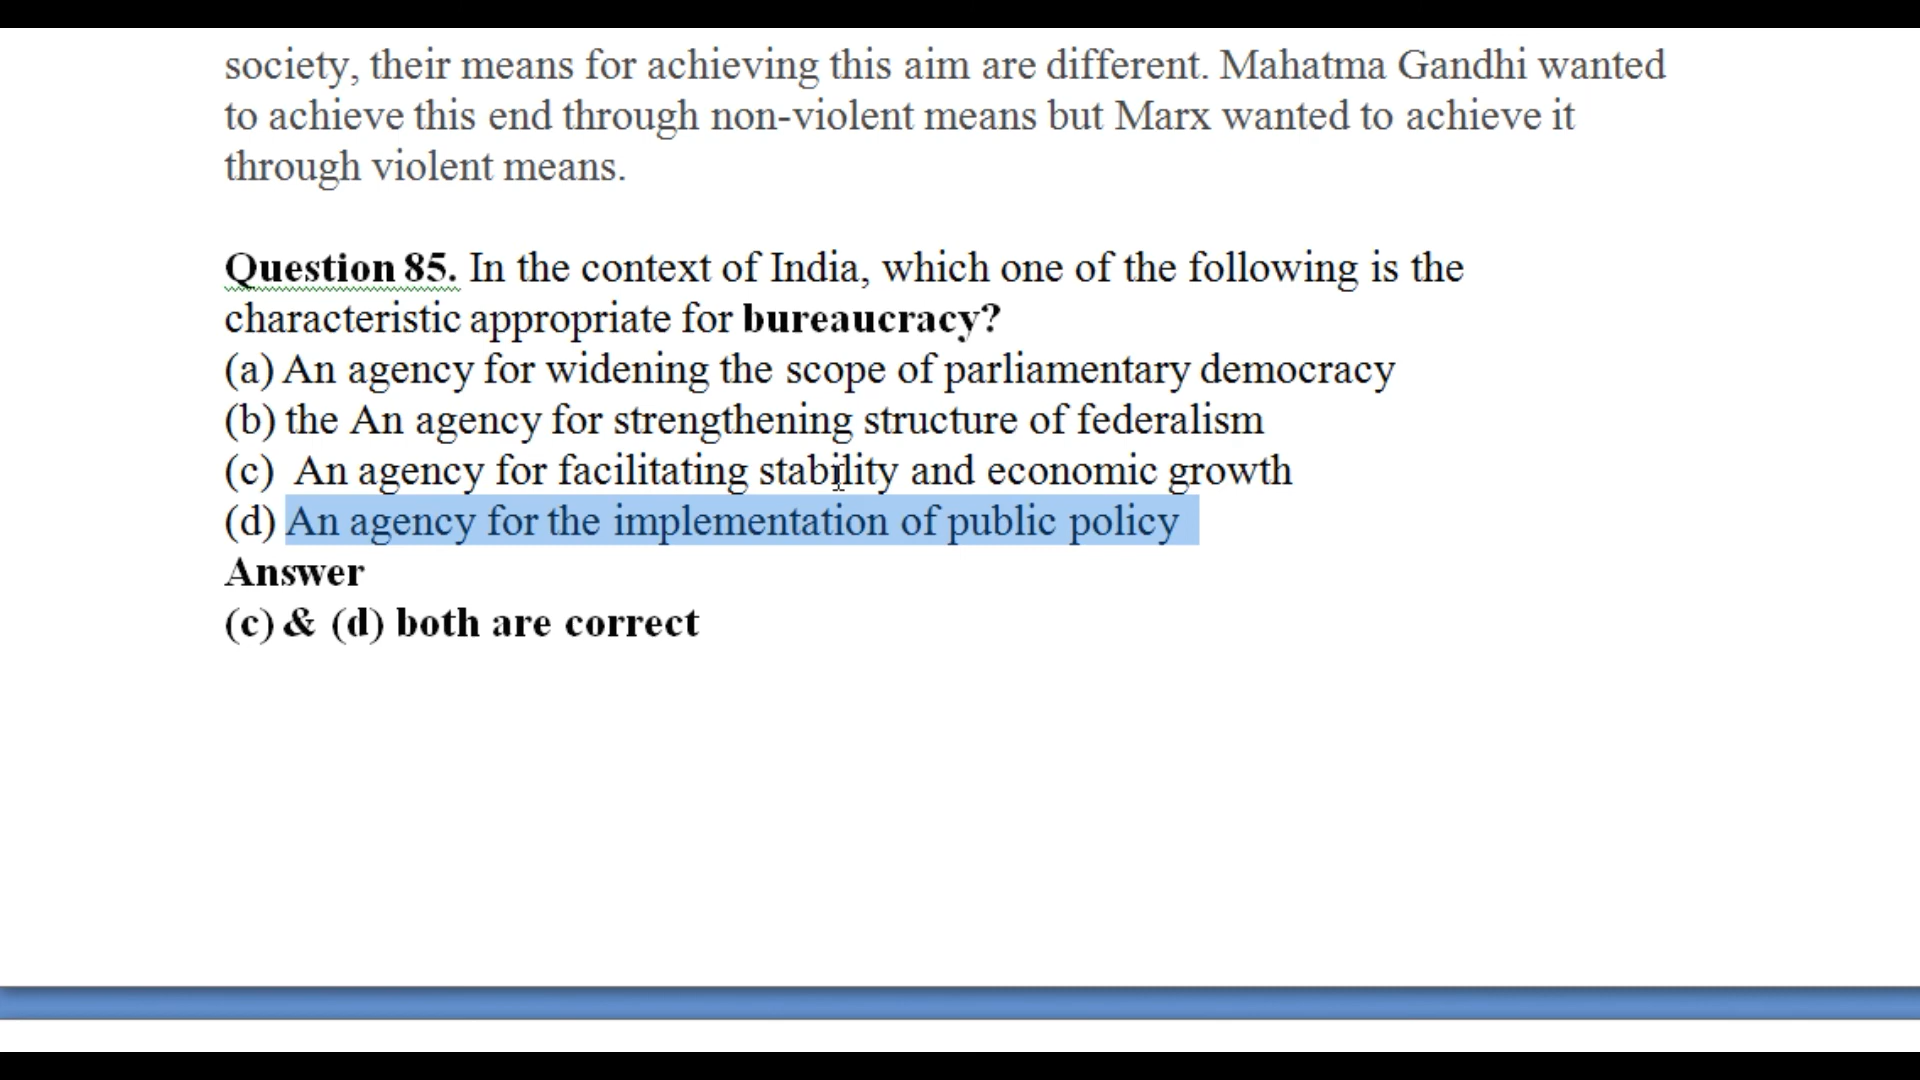 society, their means for achieving this aim are different. Mahatma Gandhi wanted
to achieve this end through non-violent means but Marx wanted to achieve it
through violent means.
Question 85. In the context of India, which one of the following is the
characteristic appropriate for bureaucracy?
(a) An agency for widening the scope of parliamentary democracy
(b) the An agency for strengthening structure of federalism
(c) An agency for facilitating stability and economic growth
(d) An agency for the implementation of public policy
Answer
(c) & (d) both are correct